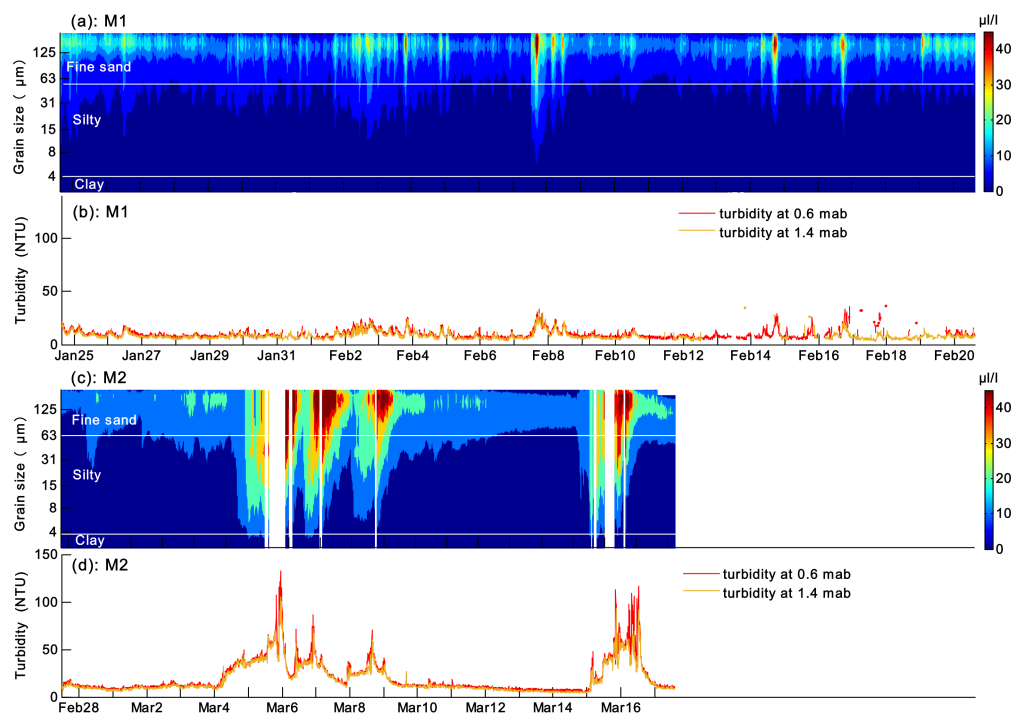 (a): M1
µl/l
Grain size ( µm)
125
63
31
15
8
4
Fine sand
Silty
Clay
40
30
20
10
0
(b): M1
Turbidity (NTU)
100
50
0
turbidity at 0.6 mab
turbidity at 1.4 mab
Jan25 Jan27 Jan29 Jan31 Feb2 Feb4 Feb6 Feb8 Feb10 Feb12 Feb14 Feb16 Feb18 Feb20
(c): M2
µl/l
Grain size ( µm)
125
63
31
15
8
4
Fine sand
Silty
Clay
40
30
20
10
0
(d): M2
Turbidity (NTU)
150
100
50
0
turbidity at 0.6 mab
turbidity at 1.4 mab
Feb28 Mar2 Mar4 Mar6 Mar8 Mar10 Mar12 Mar14 Mar16